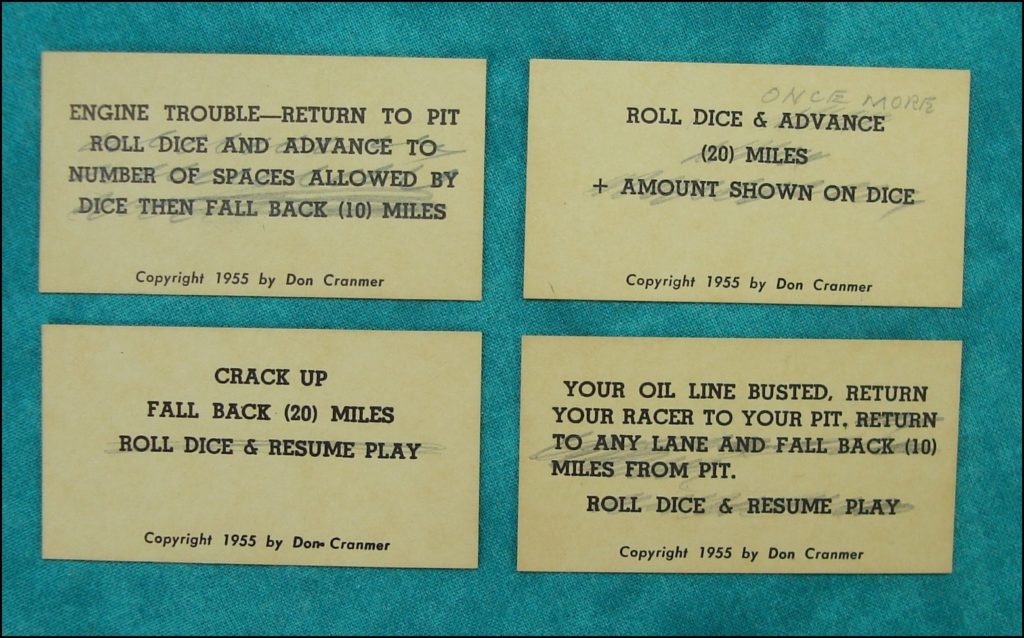 ENGINE TROUBLE—RETURN TO PIT
ROLL DICE AND ADVANCE TO
NUMBER OF SPACES ALLOWED BY
DICE THEN FALL BACK (10) MILES
Copyright 1955 by Don Cranmer
ONCE MORE
ROLL DICE & ADVANCE
(20) MILES
+ AMOUNT SHOWN ON DICE
Copyright 1955 by Don Cranmer
CRACK UP
FALL BACK (20) MILES
ROLL DICE & RESUME PLAY
Copyright 1955 by Don Cranmer
YOUR OIL LINE BUSTED, RETURN
YOUR RACER TO YOUR PIT. RETURN
TO ANY LANE AND FALL BACK (10)
MILES FROM PIT.
ROLL DICE & RESUME PLAY
Copyright 1955 by Don Cranmer